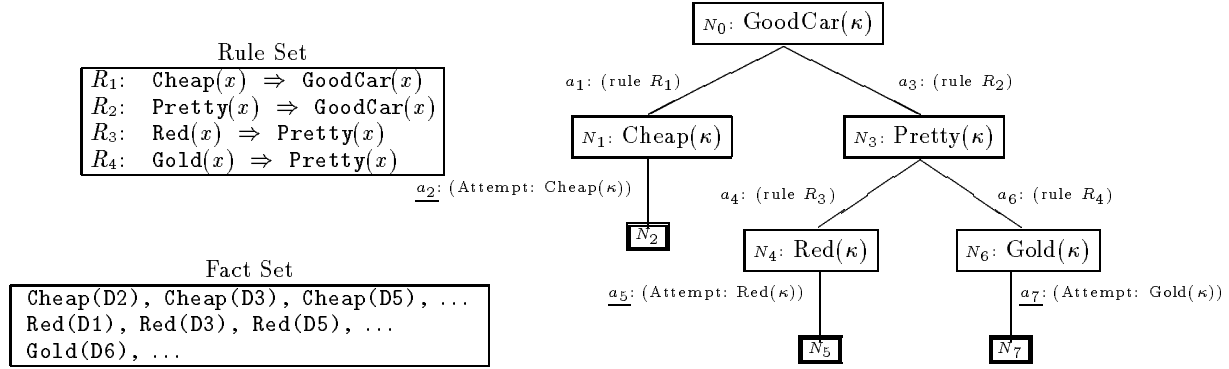 Rule Set
R₁: Cheap(x) ⇒ GoodCar(x)
R₂: Pretty(x) ⇒ GoodCar(x)
R₃: Red(x) ⇒ Pretty(x)
R₄: Gold(x) ⇒ Pretty(x)
Fact Set
Cheap(D2), Cheap(D3), Cheap(D5), ...
Red(D1), Red(D3), Red(D5), ...
Gold(D6), ...
N₀: GoodCar(κ)
a₁: (rule R₁)
a₃: (rule R₂)
N₁: Cheap(κ)
N₃: Pretty(κ)
a₂: (Attempt: Cheap(κ))
a₄: (rule R₃)
a₆: (rule R₄)
N₂
N₄: Red(κ)
N₆: Gold(κ)
a₅: (Attempt: Red(κ))
a₇: (Attempt: Gold(κ))
N₅
N₇